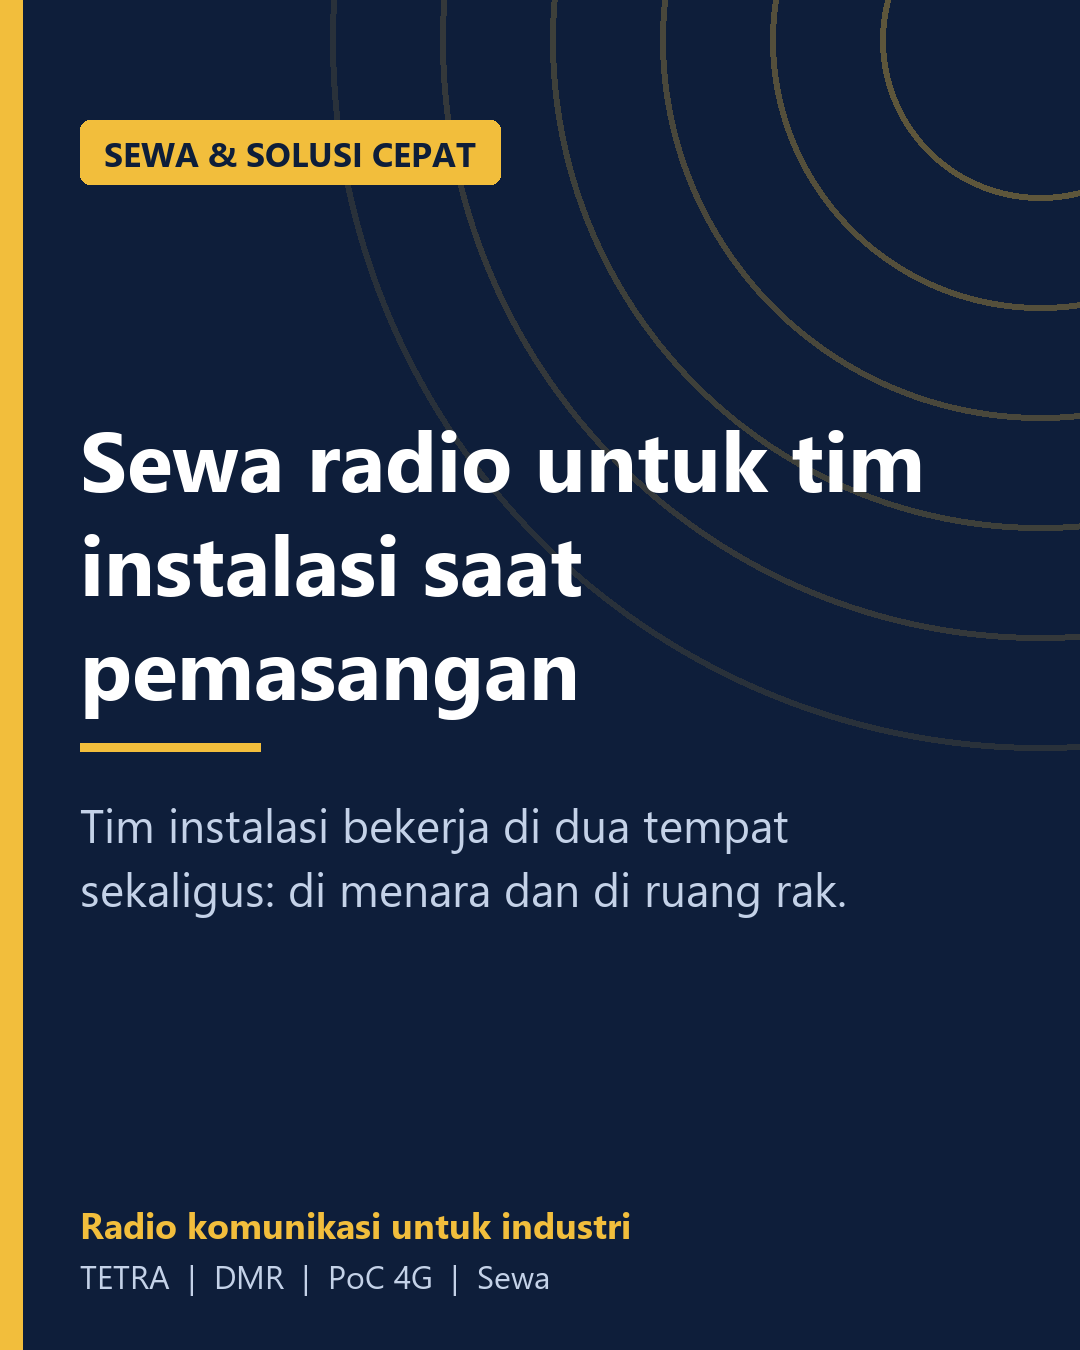 SEWA & SOLUSI CEPAT
Sewa radio untuk tim
instalasi saat
pemasangan
Tim instalasi bekerja di dua tempat
sekaligus: di menara dan di ruang rak.
Radio komunikasi untuk industri
TETRA | DMR | PoC 4G | Sewa